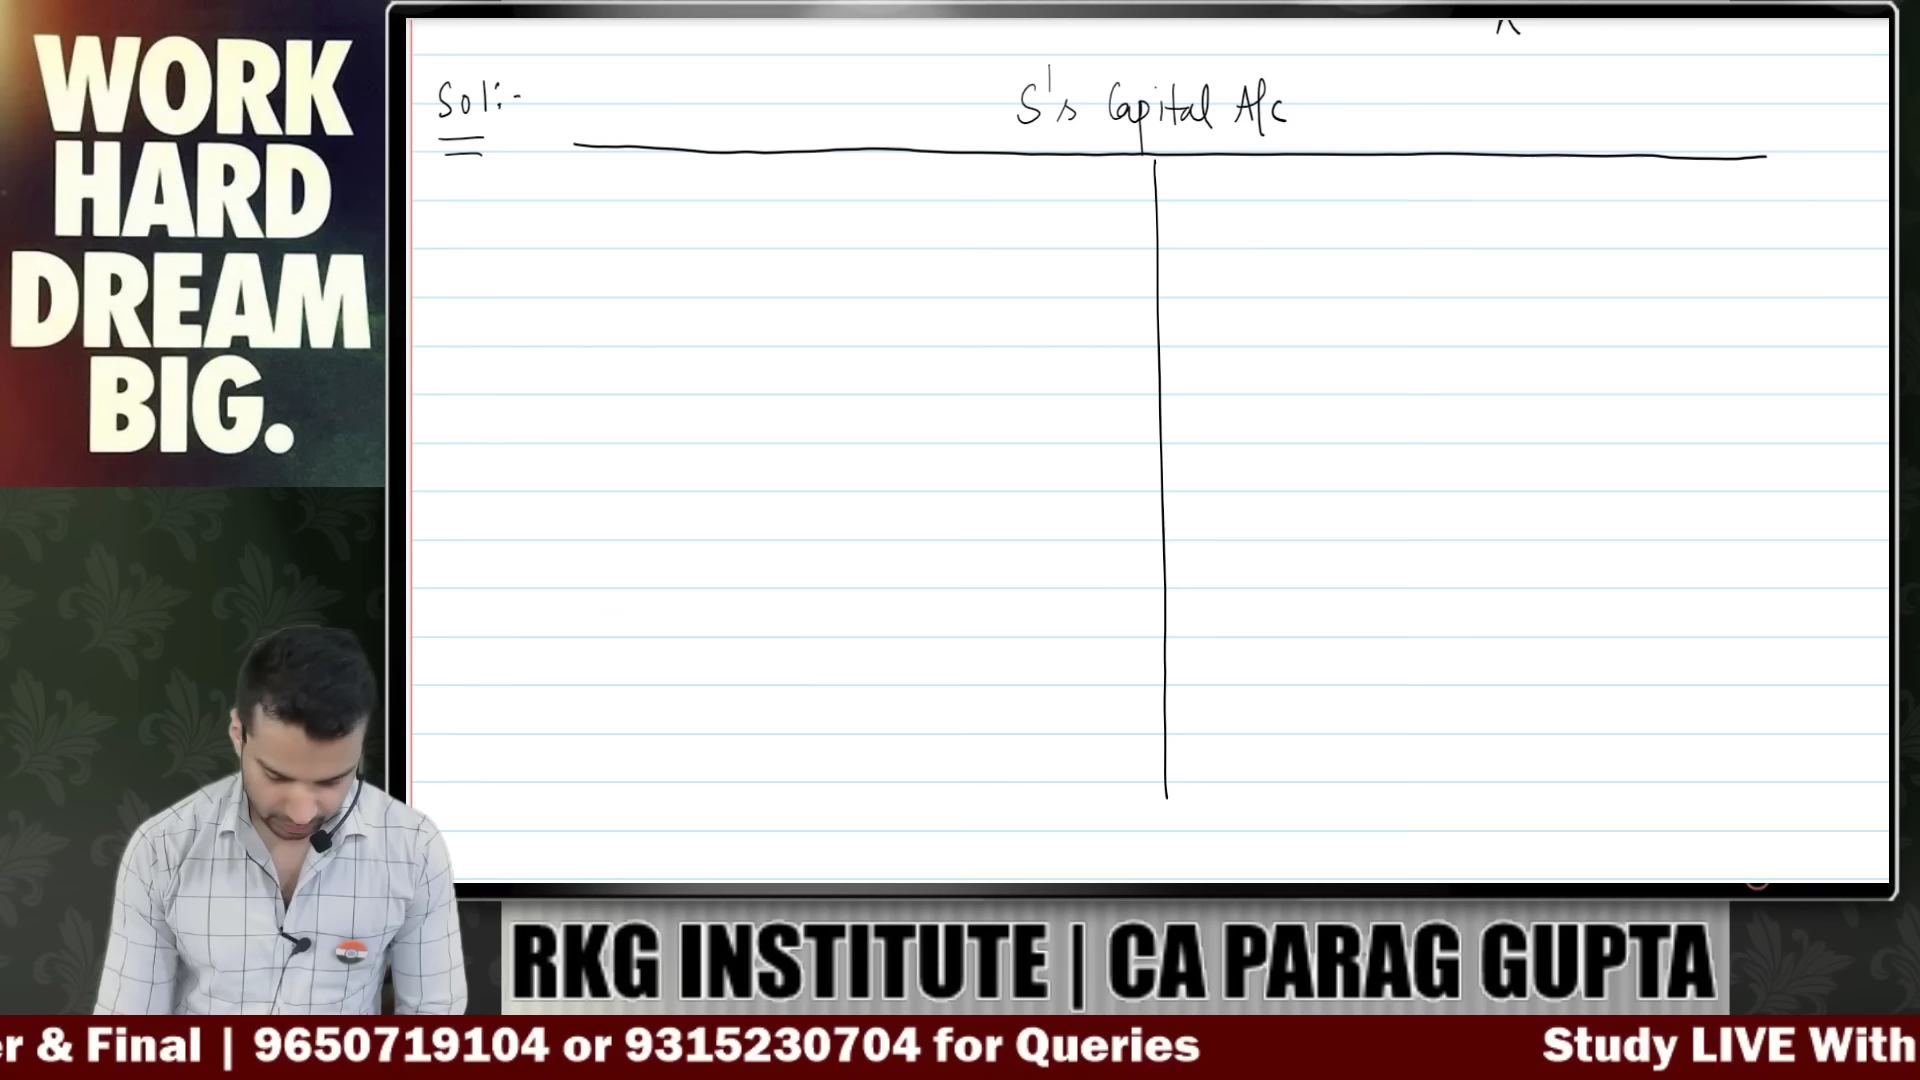 WORK
HARD
DREAM
BIG.
Sol:-
S's Capital A/c
RKG INSTITUTE | CA PARAG GUPTA
er & Final | 9650719104 or 9315230704 for Queries
Study LIVE With